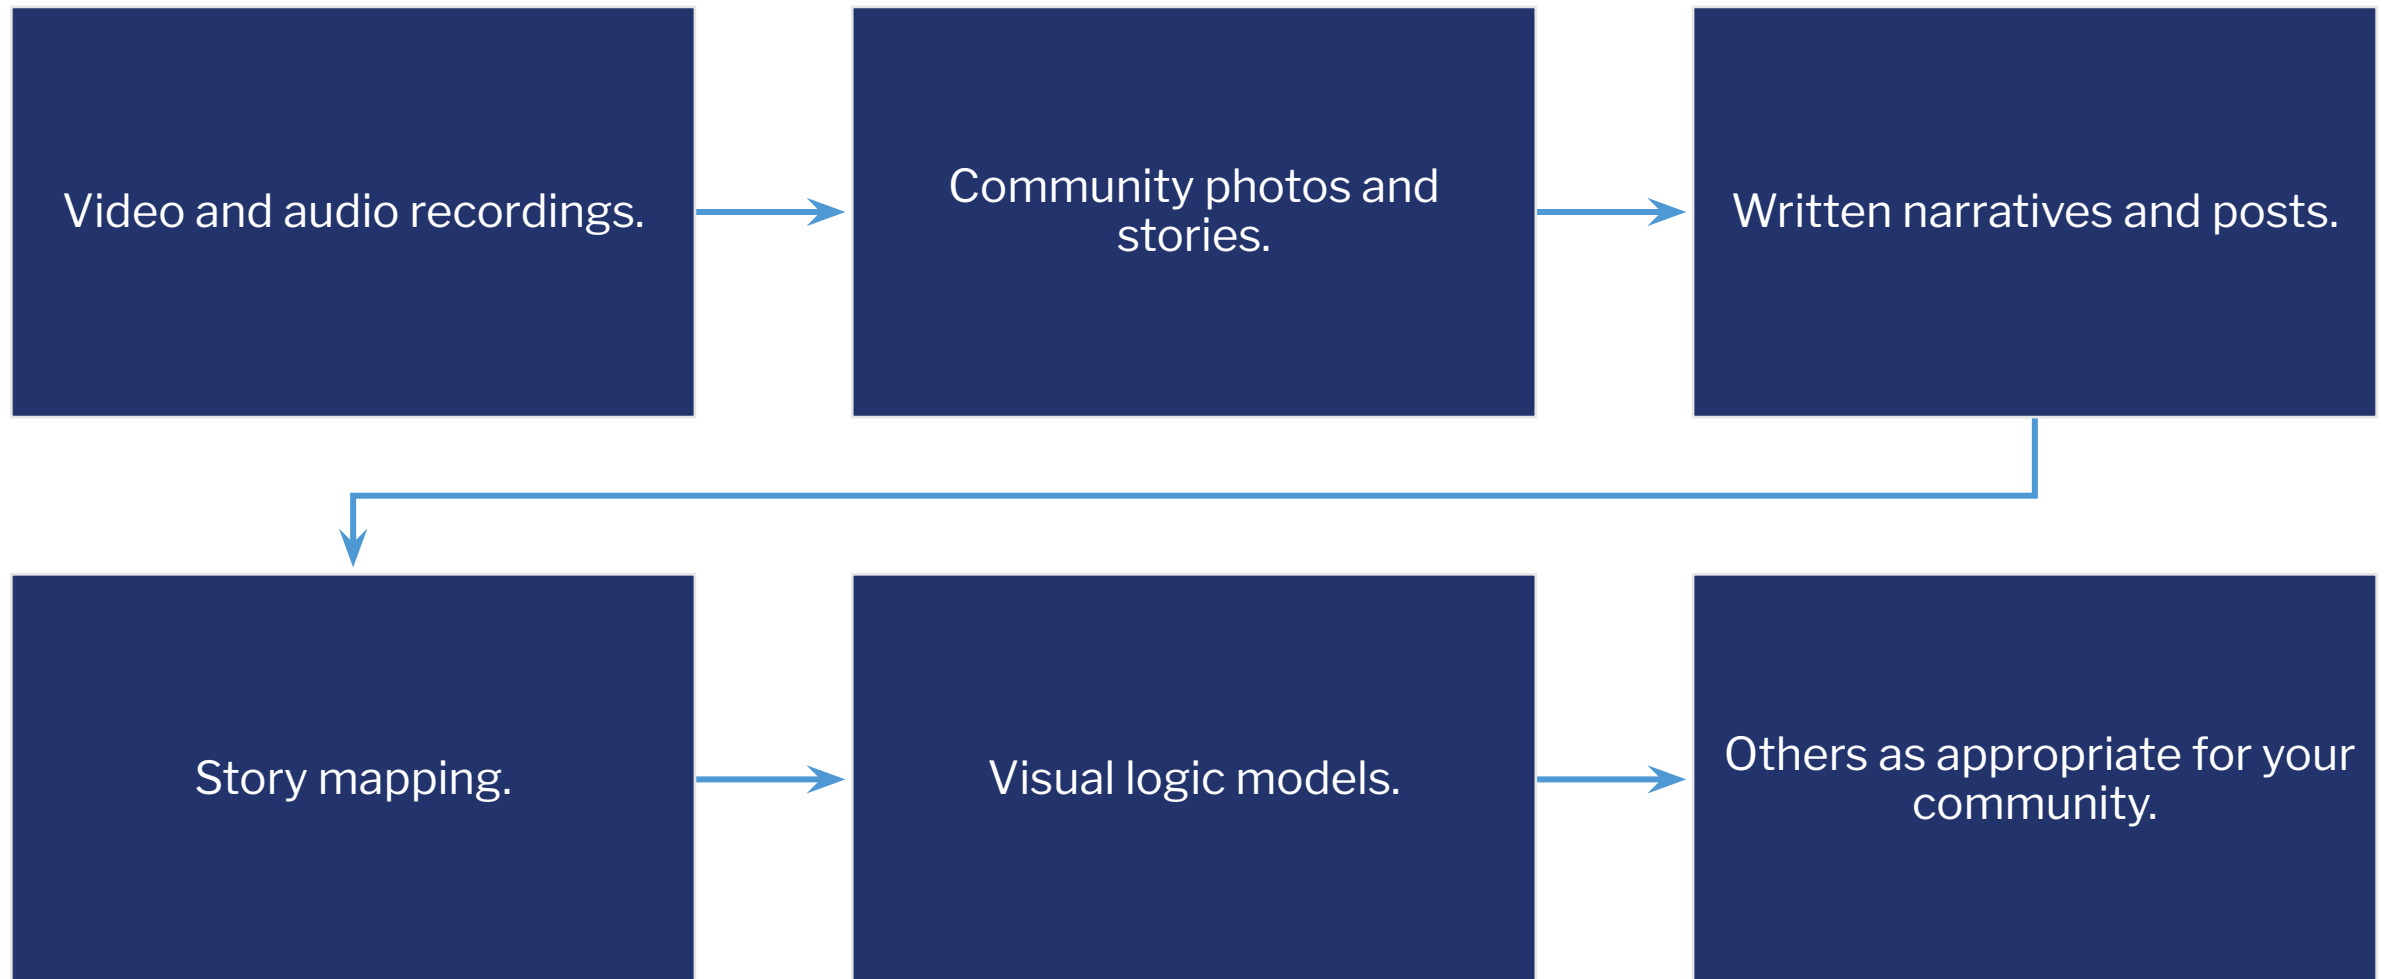 Video and audio recordings.
Community photos and
stories.
Written narratives and posts.
Story mapping.
Visual logic models.
Others as appropriate for your
community.